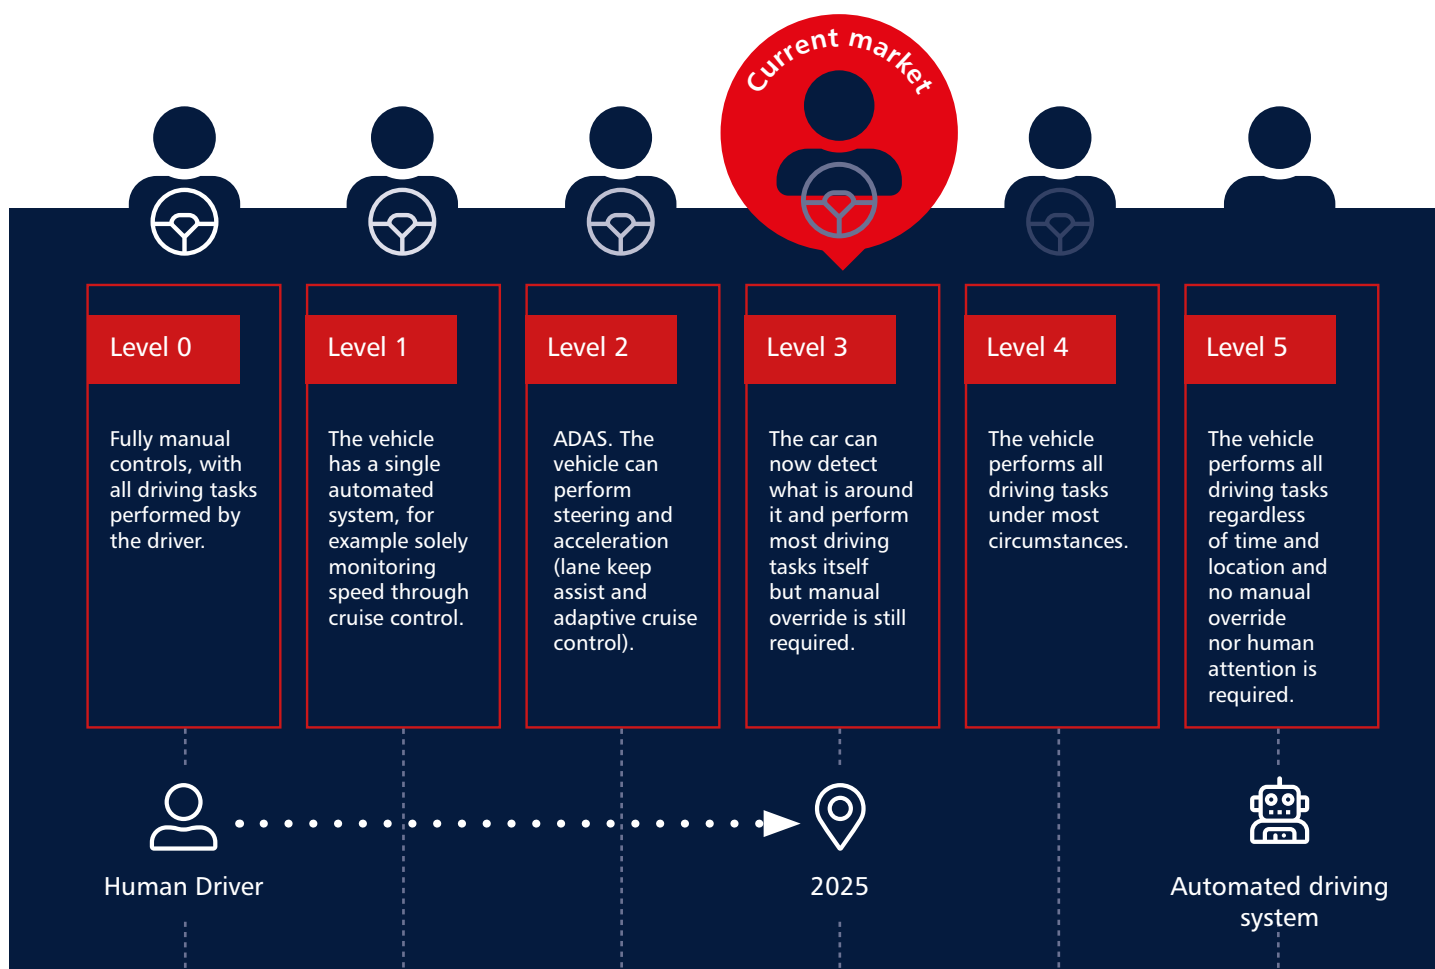 Current market
Level 0
Fully manual
controls, with
all driving tasks
performed by
the driver.
Level 1
The vehicle
has a single
automated
system, for
example solely
monitoring
speed through
cruise control.
Level 2
ADAS. The
vehicle can
perform
steering and
acceleration
(lane keep
assist and
adaptive cruise
control).
Level 3
The car can
now detect
what is around
it and perform
most driving
tasks itself
but manual
override is still
required.
Level 4
The vehicle
performs all
driving tasks
under most
circumstances.
Level 5
The vehicle
performs all
driving tasks
regardless
of time and
location and
no manual
override
nor human
attention is
required.
Human Driver
2025
Automated driving
system